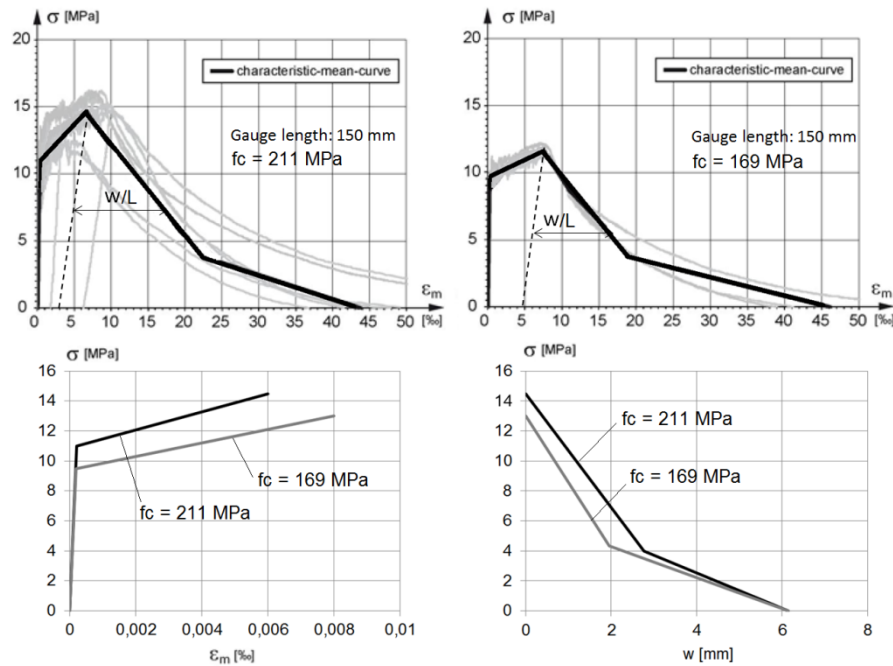 σ [MPa]
20
15
10
5
0
characteristic-mean-curve
Gauge length: 150 mm
fc = 211 MPa
w/L
εm
[‰]
0 5 10 15 20 25 30 35 40 45 50
σ [MPa]
20
15
10
5
0
characteristic-mean-curve
Gauge length: 150 mm
fc = 169 MPa
w/L
εm
[‰]
0 5 10 15 20 25 30 35 40 45 50
σ [MPa]
16
14
12
10
8
6
4
2
0
fc = 169 MPa
fc = 211 MPa
0 0,002 0,004 0,006 0,008 0,01
εm [‰]
σ [MPa]
16
14
12
10
8
6
4
2
0
fc = 211 MPa
fc = 169 MPa
0 2 4 6 8
w [mm]